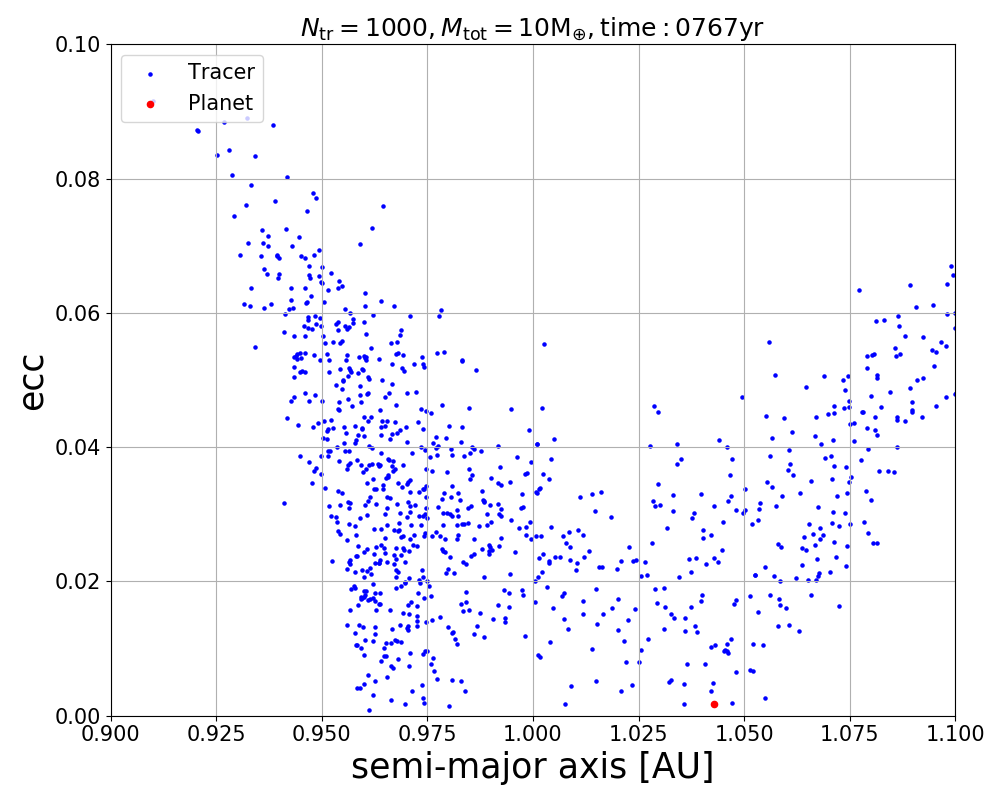 N_tr = 1000, M_tot = 10M_⊕, time : 0767yr
Tracer
Planet
ecc
0.10
0.08
0.06
0.04
0.02
0.00
0.900 0.925 0.950 0.975 1.000 1.025 1.050 1.075 1.100
semi-major axis [AU]